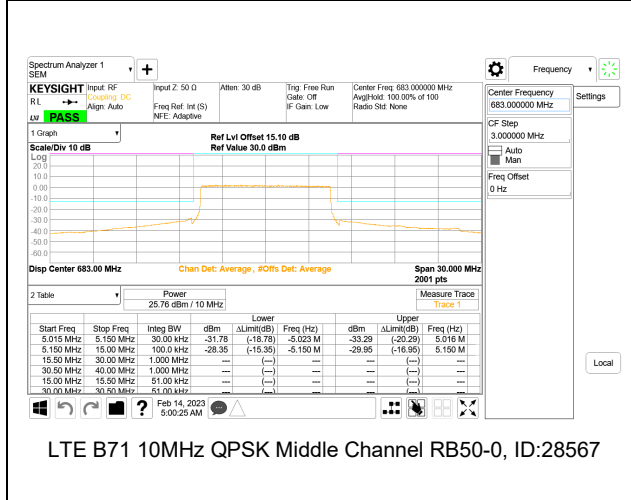 Spectrum Analyzer 1
SEM
+
Frequency
KEYSIGHT
Input: RF
Input Z: 50 Ω
Atten: 30 dB
Trig: Free Run
Center Freq: 683.000000 MHz
RL
Coupling: DC
Gate: Off
Avg|Hold: 100.00% of 100
Align: Auto
Freq Ref: Int (S)
IF Gain: Low
Radio Std: None
LXI
PASS
NFE: Adaptive
Center Frequency
683.000000 MHz
Settings
CF Step
3.000000 MHz
Auto
Man
Freq Offset
0 Hz
Local
1 Graph
Ref Lvl Offset 15.10 dB
Scale/Div 10 dB
Ref Value 30.0 dBm
Log
20.0
10.0
0.00
-10.0
-20.0
-30.0
-40.0
-50.0
-60.0
Disp Center 683.00 MHz
Chan Det: Average, #Offs Det: Average
Span 30.000 MHz
2001 pts
2 Table
Power
25.76 dBm / 10 MHz
Measure Trace
Trace 1
Lower Upper
Start Freq Stop Freq Integ BW dBm ΔLimit(dB) Freq (Hz) dBm ΔLimit(dB) Freq (Hz)
5.015 MHz 5.150 MHz 30.00 kHz -31.78 (-18.78) -5.023 M -33.29 (-20.29) 5.016 M
5.150 MHz 15.00 MHz 100.0 kHz -28.35 (-15.35) -5.150 M -29.95 (-16.95) 5.150 M
15.50 MHz 30.00 MHz 1.000 MHz --- (---) --- --- (---) ---
30.50 MHz 40.00 MHz 1.000 MHz --- (---) --- --- (---) ---
15.00 MHz 15.50 MHz 51.00 kHz --- (---) --- --- (---) ---
30.00 MHz 30.50 MHz 51.00 kHz --- (---) --- --- (---) ---
?
Feb 14, 2023
5:00:25 AM
LTE B71 10MHz QPSK Middle Channel RB50-0, ID:28567